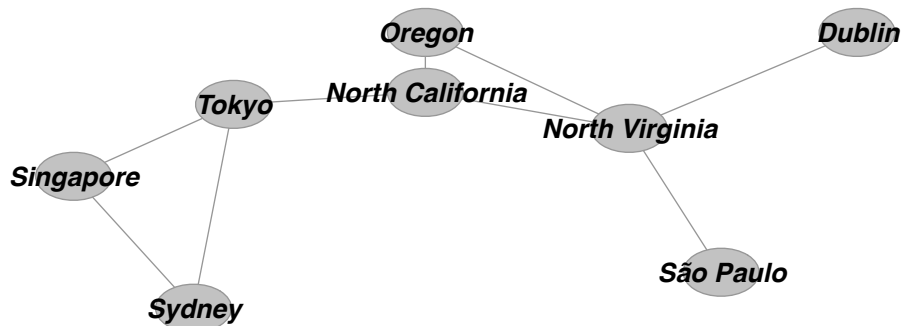 Oregon
Dublin
North California
Tokyo
North Virginia
Singapore
São Paulo
Sydney